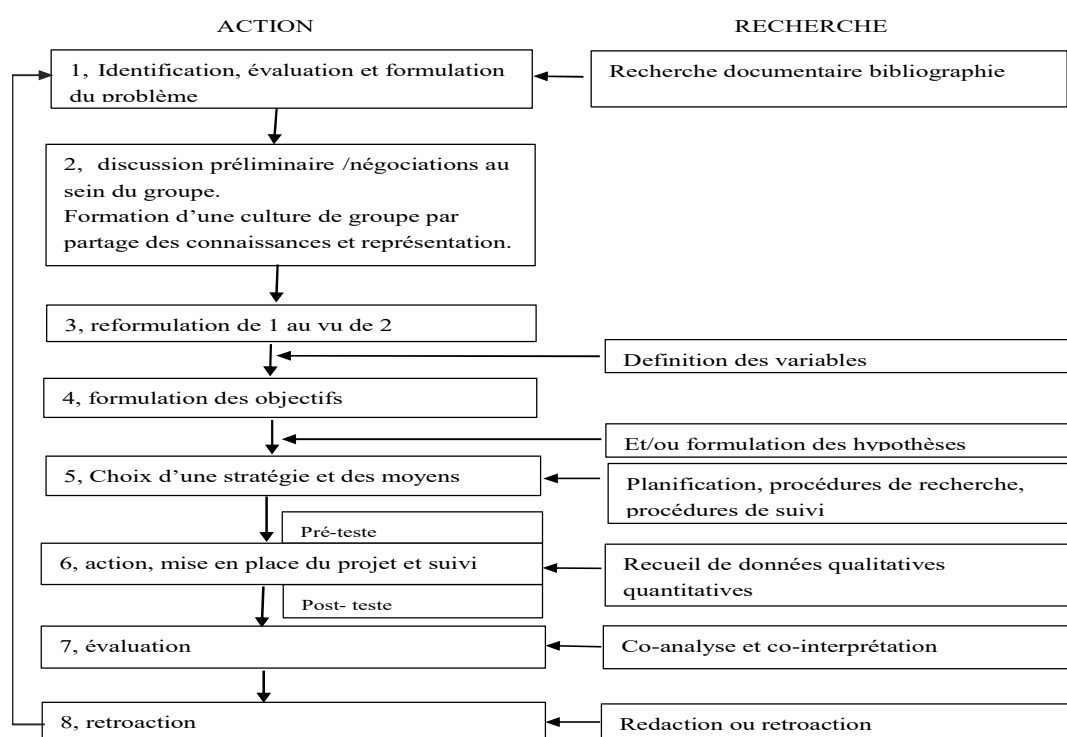 ACTION
RECHERCHE
1, Identification, évaluation et formulation
du problème
Recherche documentaire bibliographie
2, discussion préliminaire /négociations au
sein du groupe.
Formation d’une culture de groupe par
partage des connaissances et représentation.
3, reformulation de 1 au vu de 2
Definition des variables
4, formulation des objectifs
Et/ou formulation des hypothèses
5, Choix d’une stratégie et des moyens
Planification, procédures de recherche,
procédures de suivi
Pré-teste
6, action, mise en place du projet et suivi
Recueil de données qualitatives
quantitatives
Post- teste
7, évaluation
Co-analyse et co-interprétation
8, retroaction
Redaction ou retroaction